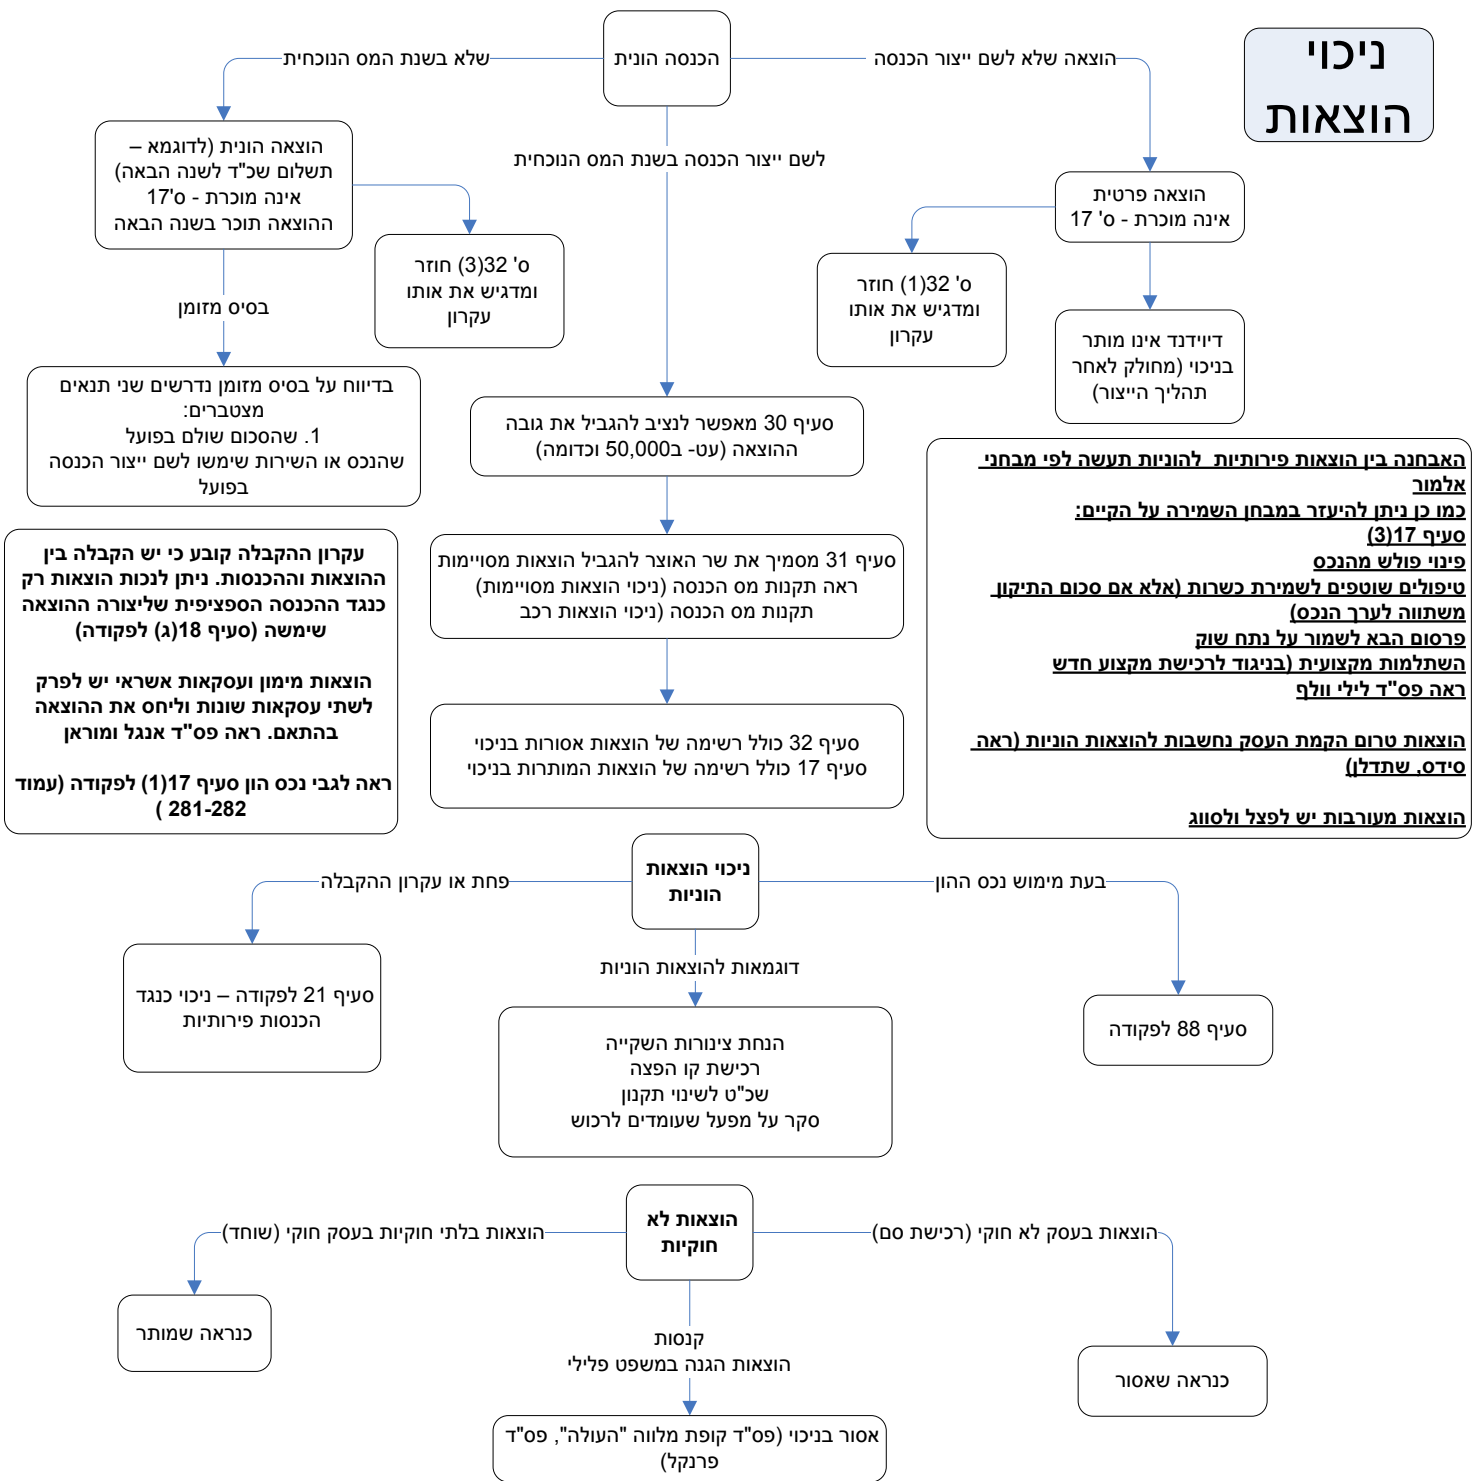 ניכוי
הוצאות
הכנסה הונית
הוצאה שלא לשם ייצור הכנסה
שלא בשנת המס הנוכחית
לשם ייצור הכנסה בשנת המס הנוכחית
הוצאה פרטית
אינה מוכרת - ס' 17
ס' 32(1) חוזר
ומדגיש את אותו
עקרון
דיוידנד אינו מותר
בניכוי (מחולק לאחר
תהליך הייצור)
הוצאה הונית (לדוגמא –
תשלום שכ"ד לשנה הבאה)
אינה מוכרת - ס'17
ההוצאה תוכר בשנה הבאה
ס' 32(3) חוזר
ומדגיש את אותו
עקרון
בסיס מזומן
בדיווח על בסיס מזומן נדרשים שני תנאים
מצטברים:
1. שהסכום שולם בפועל
שהנכס או השירות שימשו לשם ייצור הכנסה
בפועל
סעיף 30 מאפשר לנציב להגביל את גובה
ההוצאה (עט- ב50,000 וכדומה)
סעיף 31 מסמיך את שר האוצר להגביל הוצאות מסויימות
ראה תקנות מס הכנסה (ניכוי הוצאות מסויימות)
תקנות מס הכנסה (ניכוי הוצאות רכב
סעיף 32 כולל רשימה של הוצאות אסורות בניכוי
סעיף 17 כולל רשימה של הוצאות המותרות בניכוי
האבחנה בין הוצאות פירותיות להוניות תעשה לפי מבחני
אלמור
כמו כן ניתן להיעזר במבחן השמירה על הקיים:
סעיף 17(3)
פינוי פולש מהנכס
טיפולים שוטפים לשמירת כשרות (אלא אם סכום התיקון
משתווה לערך הנכס)
פרסום הבא לשמור על נתח שוק
השתלמות מקצועית (בניגוד לרכישת מקצוע חדש
ראה פס"ד לילי וולף
הוצאות טרום הקמת העסק נחשבות להוצאות הוניות (ראה
סידס, שתדלן)
הוצאות מעורבות יש לפצל ולסווג
עקרון ההקבלה קובע כי יש הקבלה בין
ההוצאות וההכנסות. ניתן לנכות הוצאות רק
כנגד ההכנסה הספציפית שליצורה ההוצאה
שימשה (סעיף 18(ג) לפקודה)
הוצאות מימון ועסקאות אשראי יש לפרק
לשתי עסקאות שונות וליחס את ההוצאה
בהתאם. ראה פס"ד אנגל ומוראן
ראה לגבי נכס הון סעיף 17(1) לפקודה (עמוד
281-282 )
ניכוי הוצאות
הוניות
בעת מימוש נכס ההון
פחת או עקרון ההקבלה
דוגמאות להוצאות הוניות
סעיף 88 לפקודה
סעיף 21 לפקודה – ניכוי כנגד
הכנסות פירותיות
הנחת צינורות השקייה
רכישת קו הפצה
שכ"ט לשינוי תקנון
סקר על מפעל שעומדים לרכוש
הוצאות לא
חוקיות
הוצאות בעסק לא חוקי (רכישת סם)
הוצאות בלתי חוקיות בעסק חוקי (שוחד)
קנסות
הוצאות הגנה במשפט פלילי
כנראה שאסור
כנראה שמותר
אסור בניכוי (פס"ד קופת מלווה "העולה", פס"ד
פרנקל)